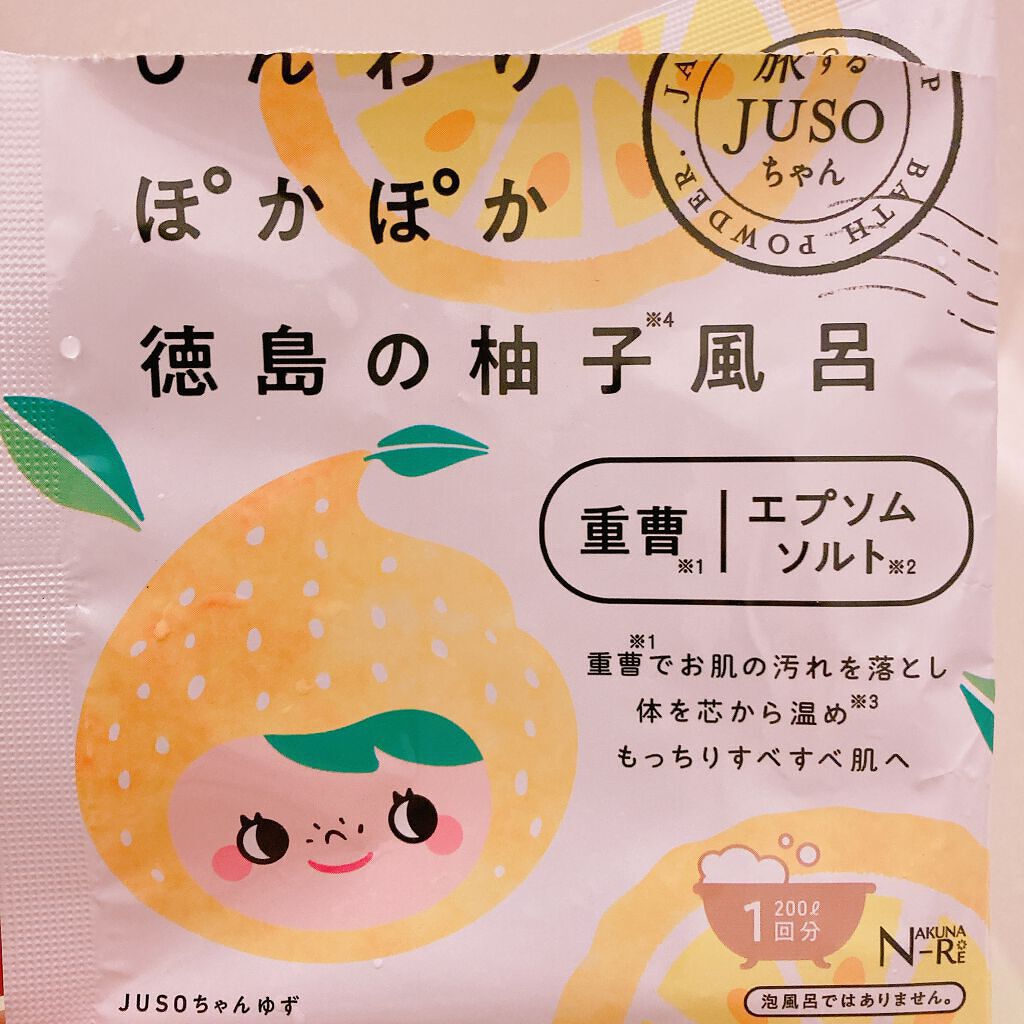 じんわり
ぽかぽか
徳島の柚子※4風呂
旅する
JUSO
ちゃん
BATH POWDER.
重曹※1
エプソム
ソルト※2
重曹※1でお肌の汚れを落とし
体を芯から温め※3
もっちりすべすべ肌へ
1回分
200ℓ
NAKUNA-RE
JUSOちゃんゆず
泡風呂ではありません。